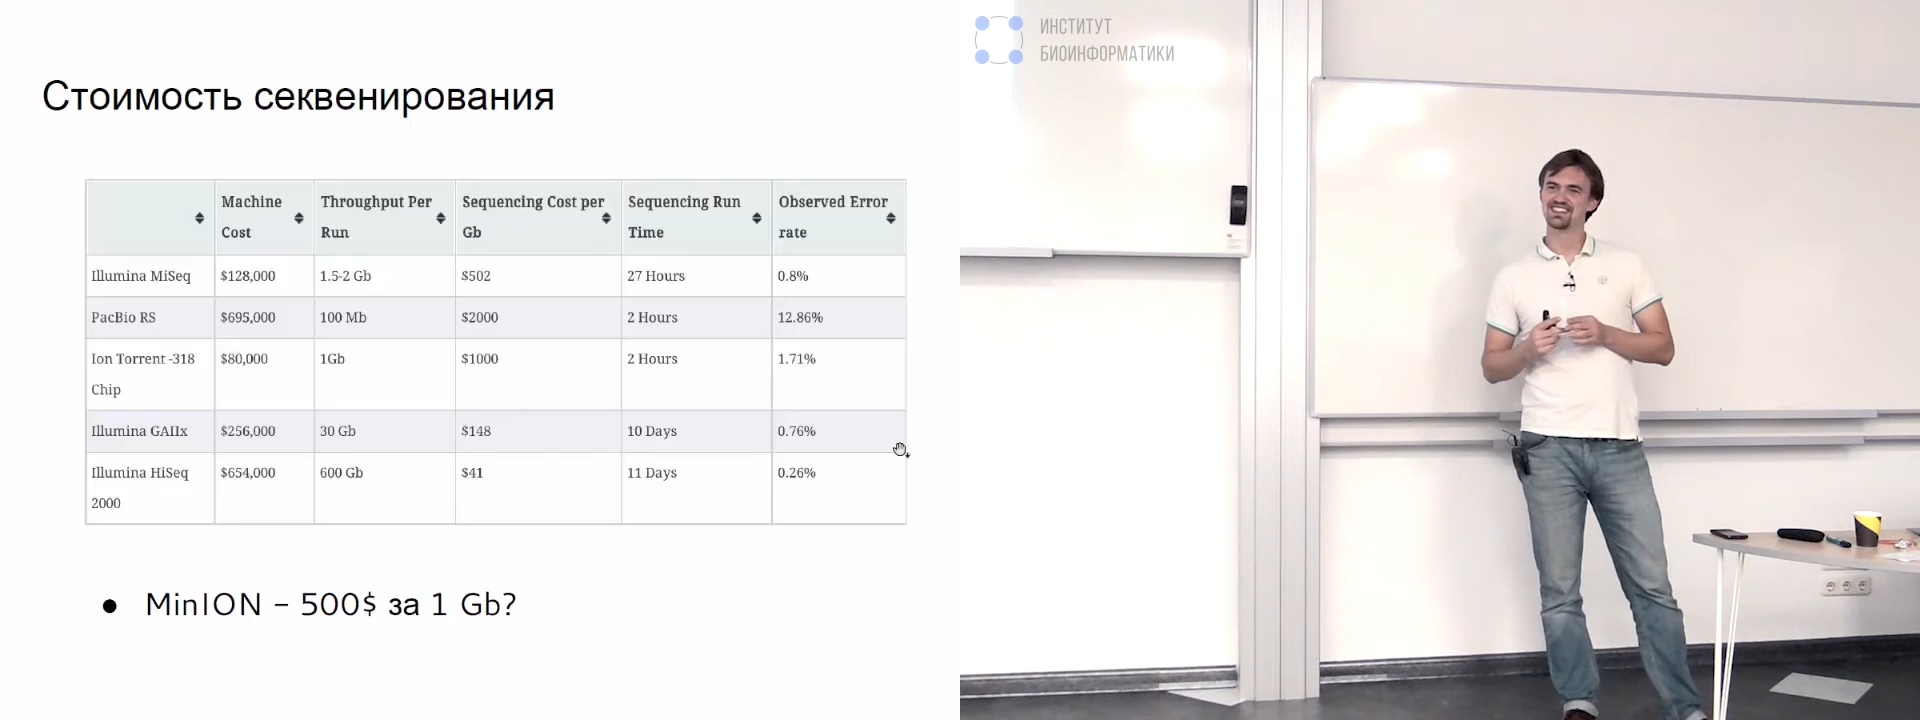 Стоимость секвенирования
Machine Cost
Throughput Per Run
Sequencing Cost per Gb
Sequencing Run Time
Observed Error rate
Illumina MiSeq $128,000 1.5-2 Gb $502 27 Hours 0.8%
PacBio RS $695,000 100 Mb $2000 2 Hours 12.86%
Ion Torrent -318 Chip $80,000 1Gb $1000 2 Hours 1.71%
Illumina GAIIx $256,000 30 Gb $148 10 Days 0.76%
Illumina HiSeq 2000 $654,000 600 Gb $41 11 Days 0.26%
● MinION – 500$ за 1 Gb?
ИНСТИТУТ
БИОИНФОРМАТИКИ